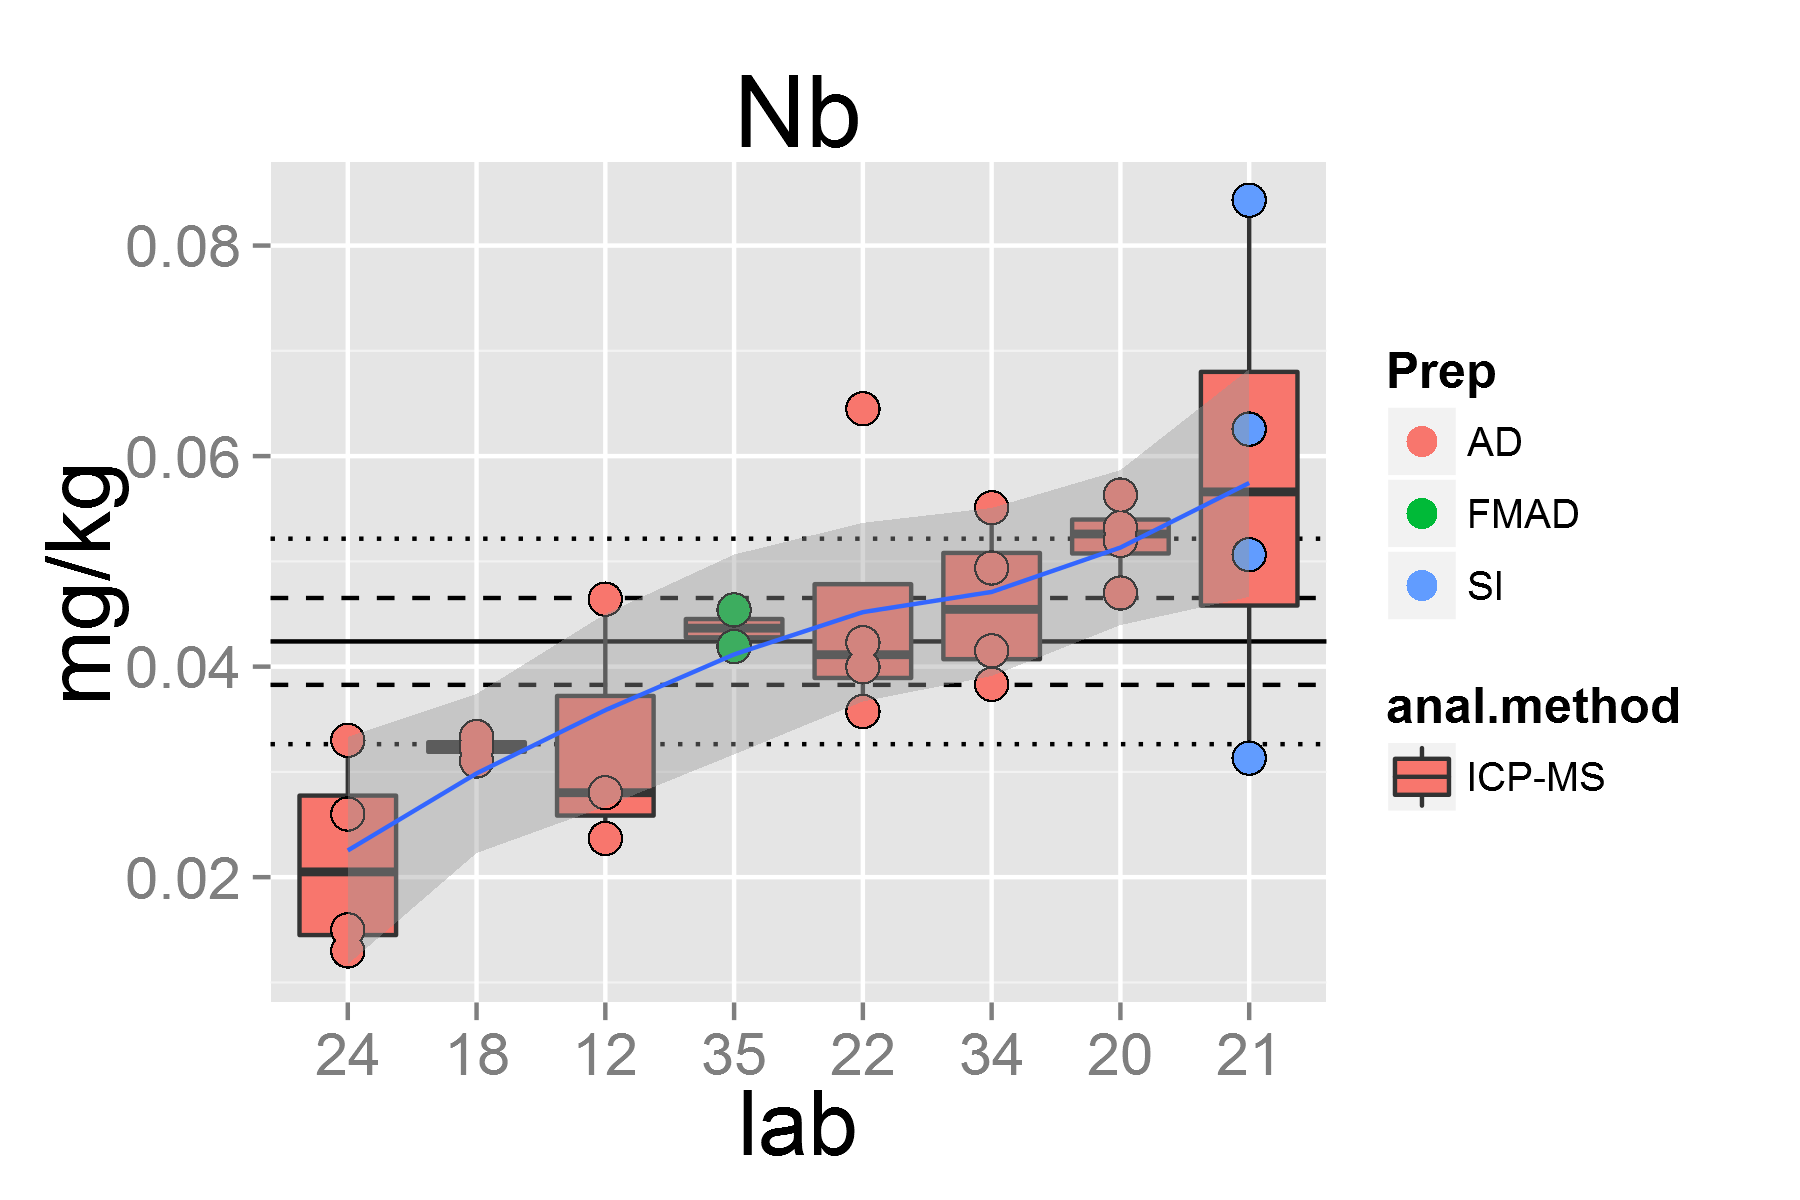 Nb
mg/kg
0.08
0.06
0.04
0.02
24 18 12 35 22 34 20 21
lab
Prep
AD
FMAD
SI
anal.method
ICP-MS